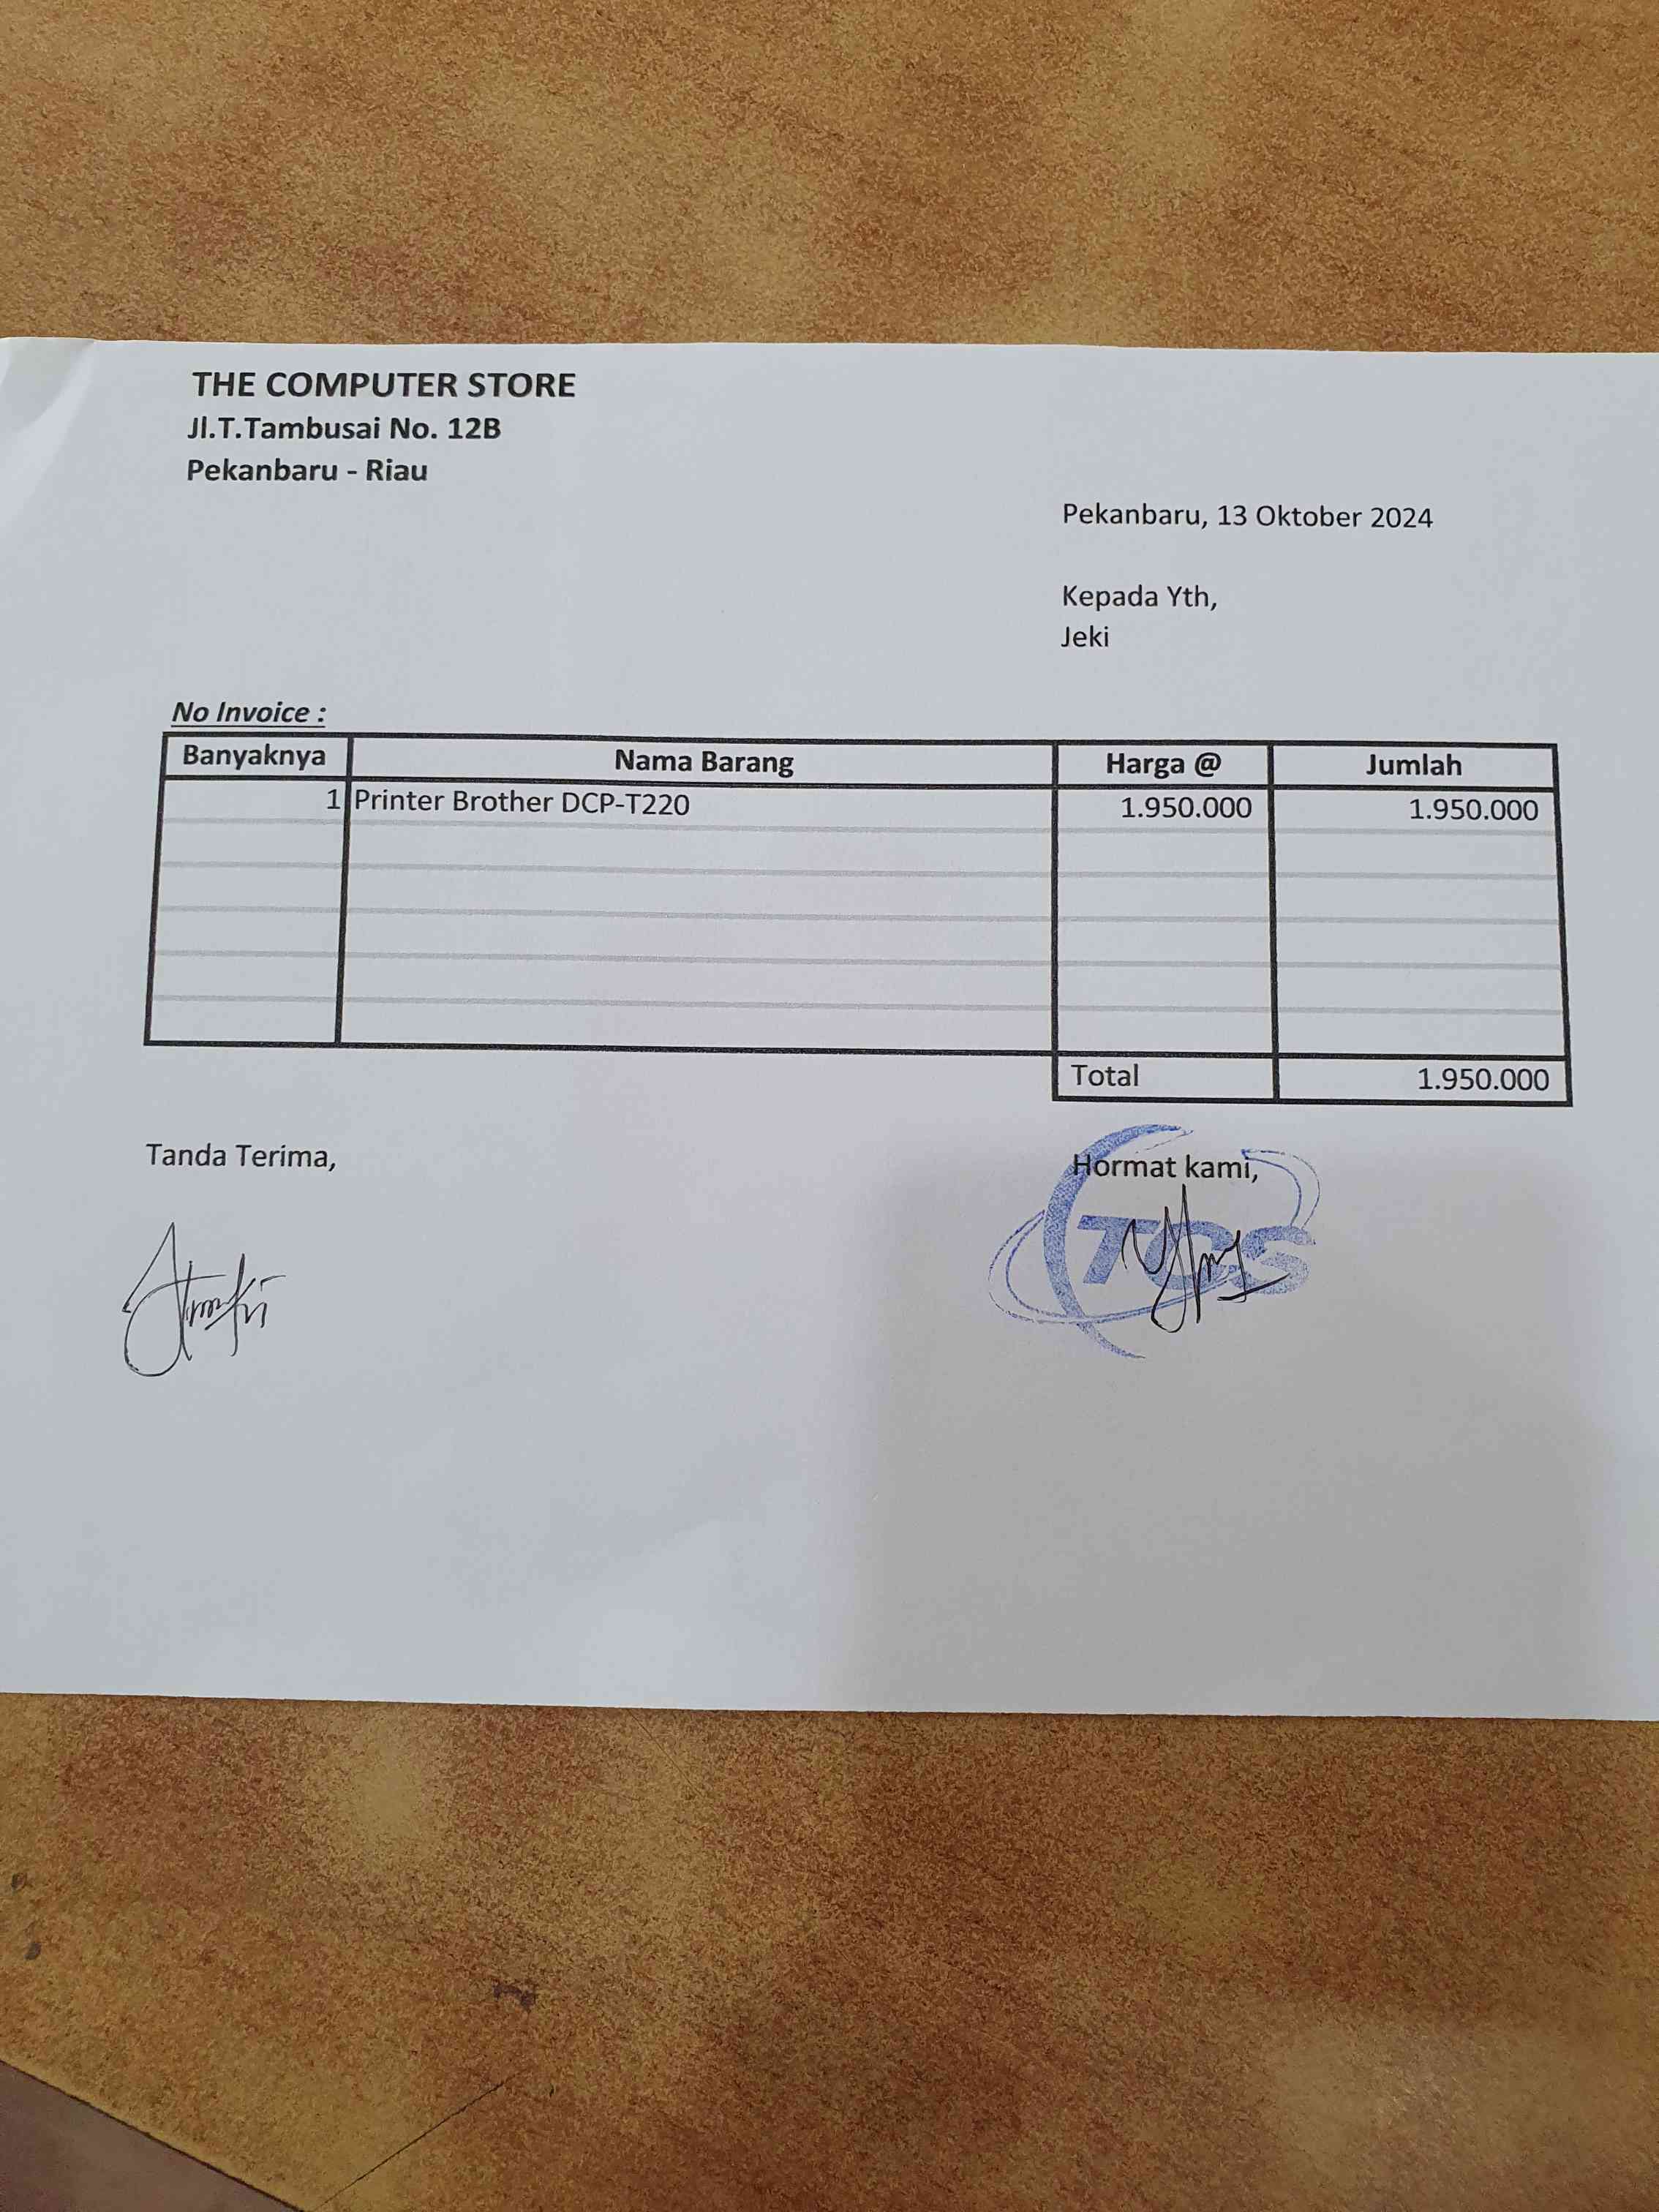 THE COMPUTER STORE
Jl.T.Tambusai No. 12B
Pekanbaru - Riau
Pekanbaru, 13 Oktober 2024
Kepada Yth,
Jeki
No Invoice :
Banyaknya Nama Barang Harga @ Jumlah
1 Printer Brother DCP-T220 1.950.000 1.950.000
Total 1.950.000
Tanda Terima, Hormat kami,
TCS